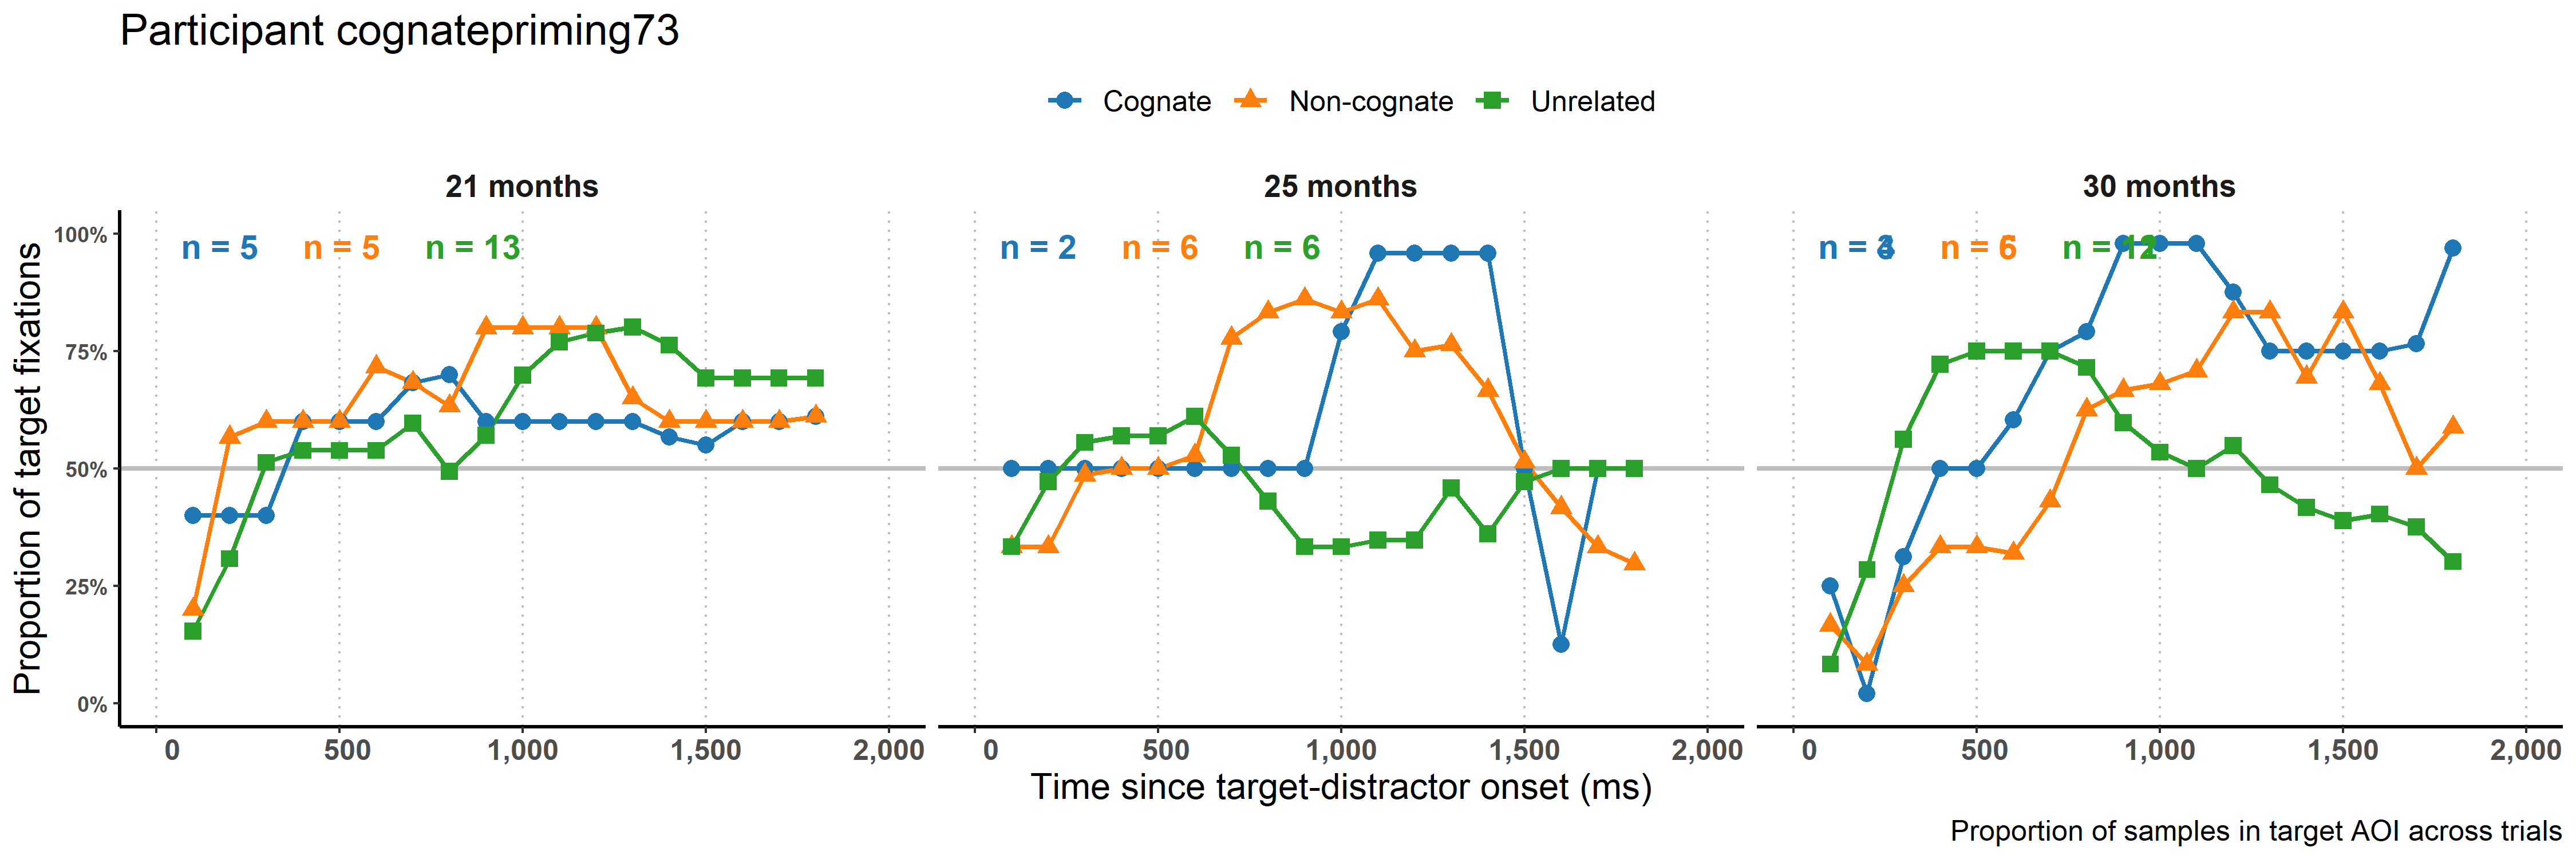 Participant cognatepriming73
Cognate Non-cognate Unrelated
21 months 25 months 30 months
n = 5 n = 5 n = 13 n = 2 n = 6 n = 6 n = n = n =
100%
75%
50%
25%
0%
Proportion of target fixations
0 500 1,000 1,500 2,000 0 500 1,000 1,500 2,000 0 500 1,000 1,500 2,000
Time since target-distractor onset (ms)
Proportion of samples in target AOI across trials